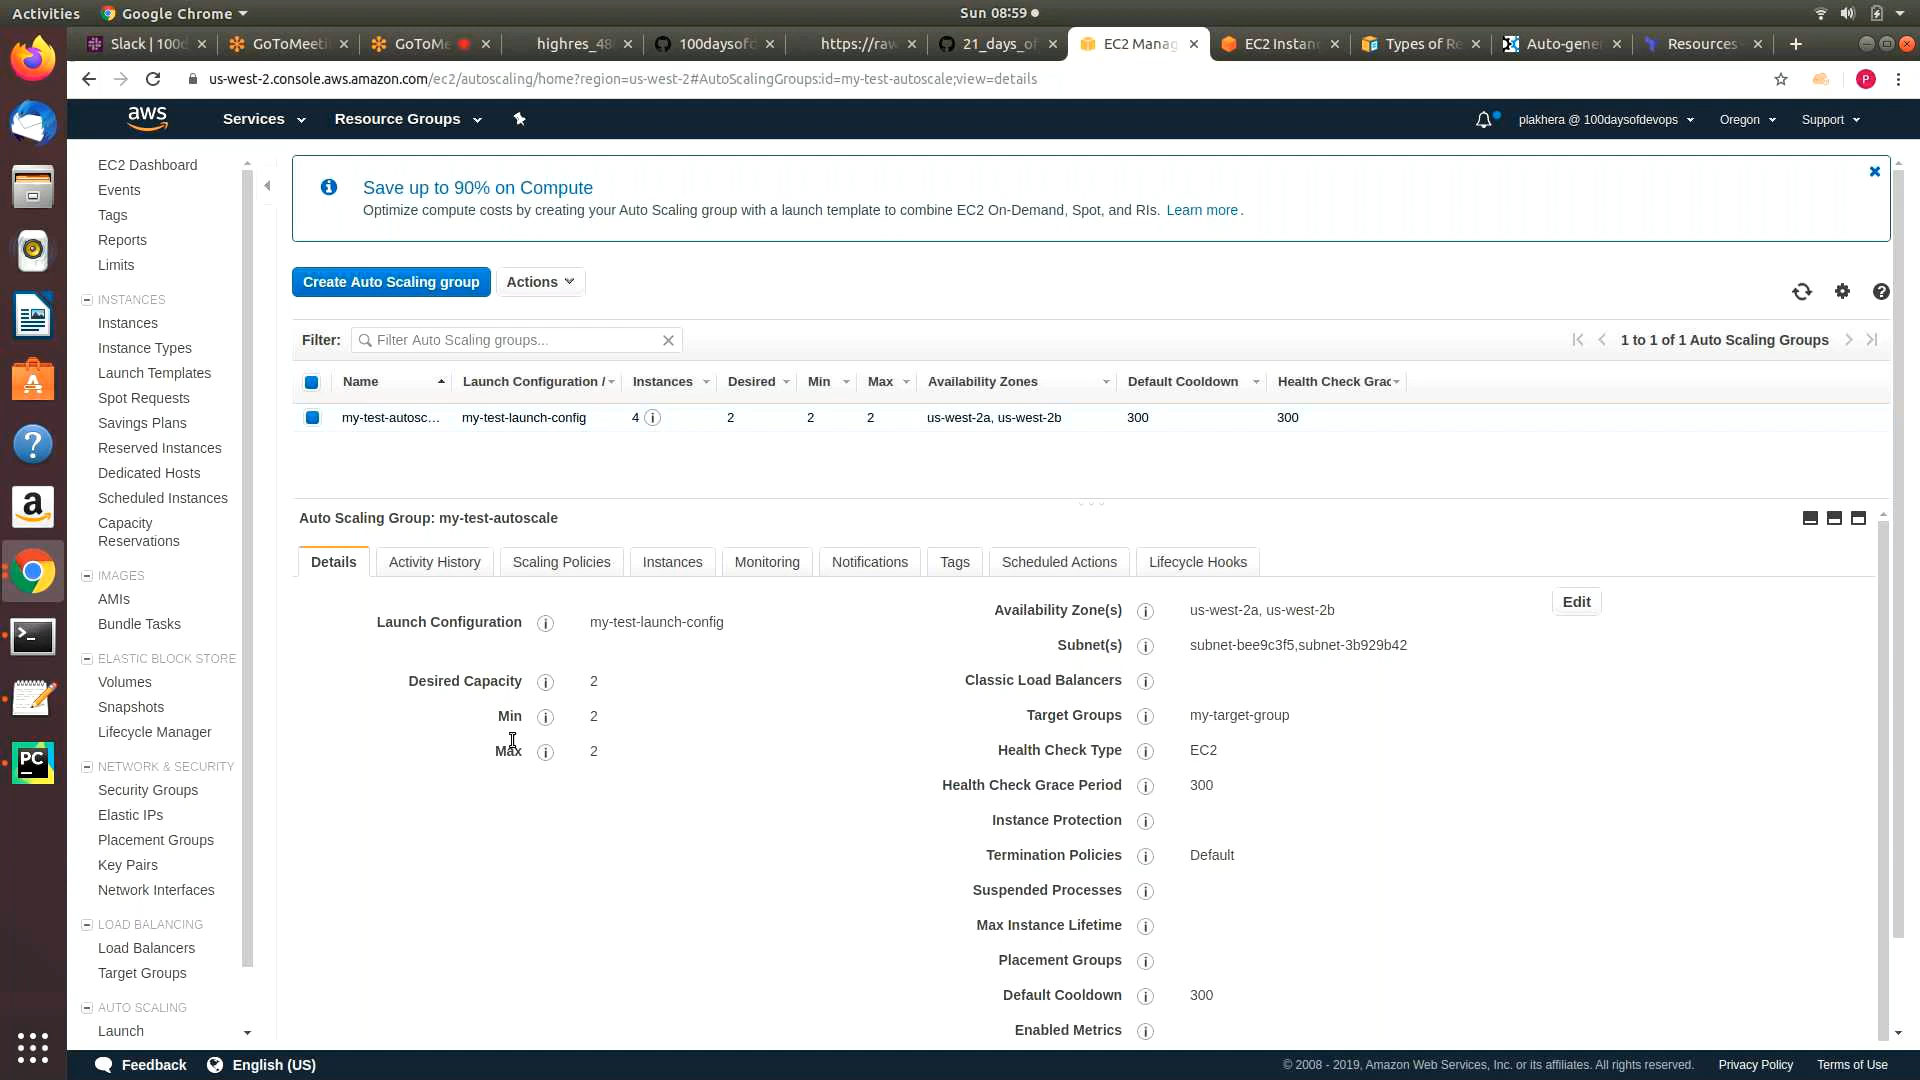 Activities
Google Chrome
Sun 08:59
Slack | 100d
GoToMeeti
GoToMe
highres_48
100daysofd
https://raw
21_days_of
EC2 Manag
EC2 Instan
Types of Re
Auto-gene
Resources
us-west-2.console.aws.amazon.com/ec2/autoscaling/home?region=us-west-2#AutoScalingGroups:id=my-test-autoscale;view=details
P
aws
Services
Resource Groups
plakhera @ 100daysofdevops
Oregon
Support
EC2 Dashboard
Events
Tags
Reports
Limits
INSTANCES
Instances
Instance Types
Launch Templates
Spot Requests
Savings Plans
Reserved Instances
Dedicated Hosts
Scheduled Instances
Capacity
Reservations
IMAGES
AMIs
Bundle Tasks
ELASTIC BLOCK STORE
Volumes
Snapshots
Lifecycle Manager
NETWORK & SECURITY
Security Groups
Elastic IPs
Placement Groups
Key Pairs
Network Interfaces
LOAD BALANCING
Load Balancers
Target Groups
AUTO SCALING
Launch
Save up to 90% on Compute
Optimize compute costs by creating your Auto Scaling group with a launch template to combine EC2 On-Demand, Spot, and RIs. Learn more.
Create Auto Scaling group
Actions
Filter: Filter Auto Scaling groups...
1 to 1 of 1 Auto Scaling Groups
Name Launch Configuration / Instances Desired Min Max Availability Zones Default Cooldown Health Check Grac
my-test-autosc... my-test-launch-config 4 2 2 2 us-west-2a, us-west-2b 300 300
Auto Scaling Group: my-test-autoscale
Details Activity History Scaling Policies Instances Monitoring Notifications Tags Scheduled Actions Lifecycle Hooks
Edit
Launch Configuration my-test-launch-config
Desired Capacity 2
Min 2
Max 2
Availability Zone(s) us-west-2a, us-west-2b
Subnet(s) subnet-bee9c3f5,subnet-3b929b42
Classic Load Balancers
Target Groups my-target-group
Health Check Type EC2
Health Check Grace Period 300
Instance Protection
Termination Policies Default
Suspended Processes
Max Instance Lifetime
Placement Groups
Default Cooldown 300
Enabled Metrics
PC
Feedback
English (US)
© 2008 - 2019, Amazon Web Services, Inc. or its affiliates. All rights reserved.
Privacy Policy
Terms of Use